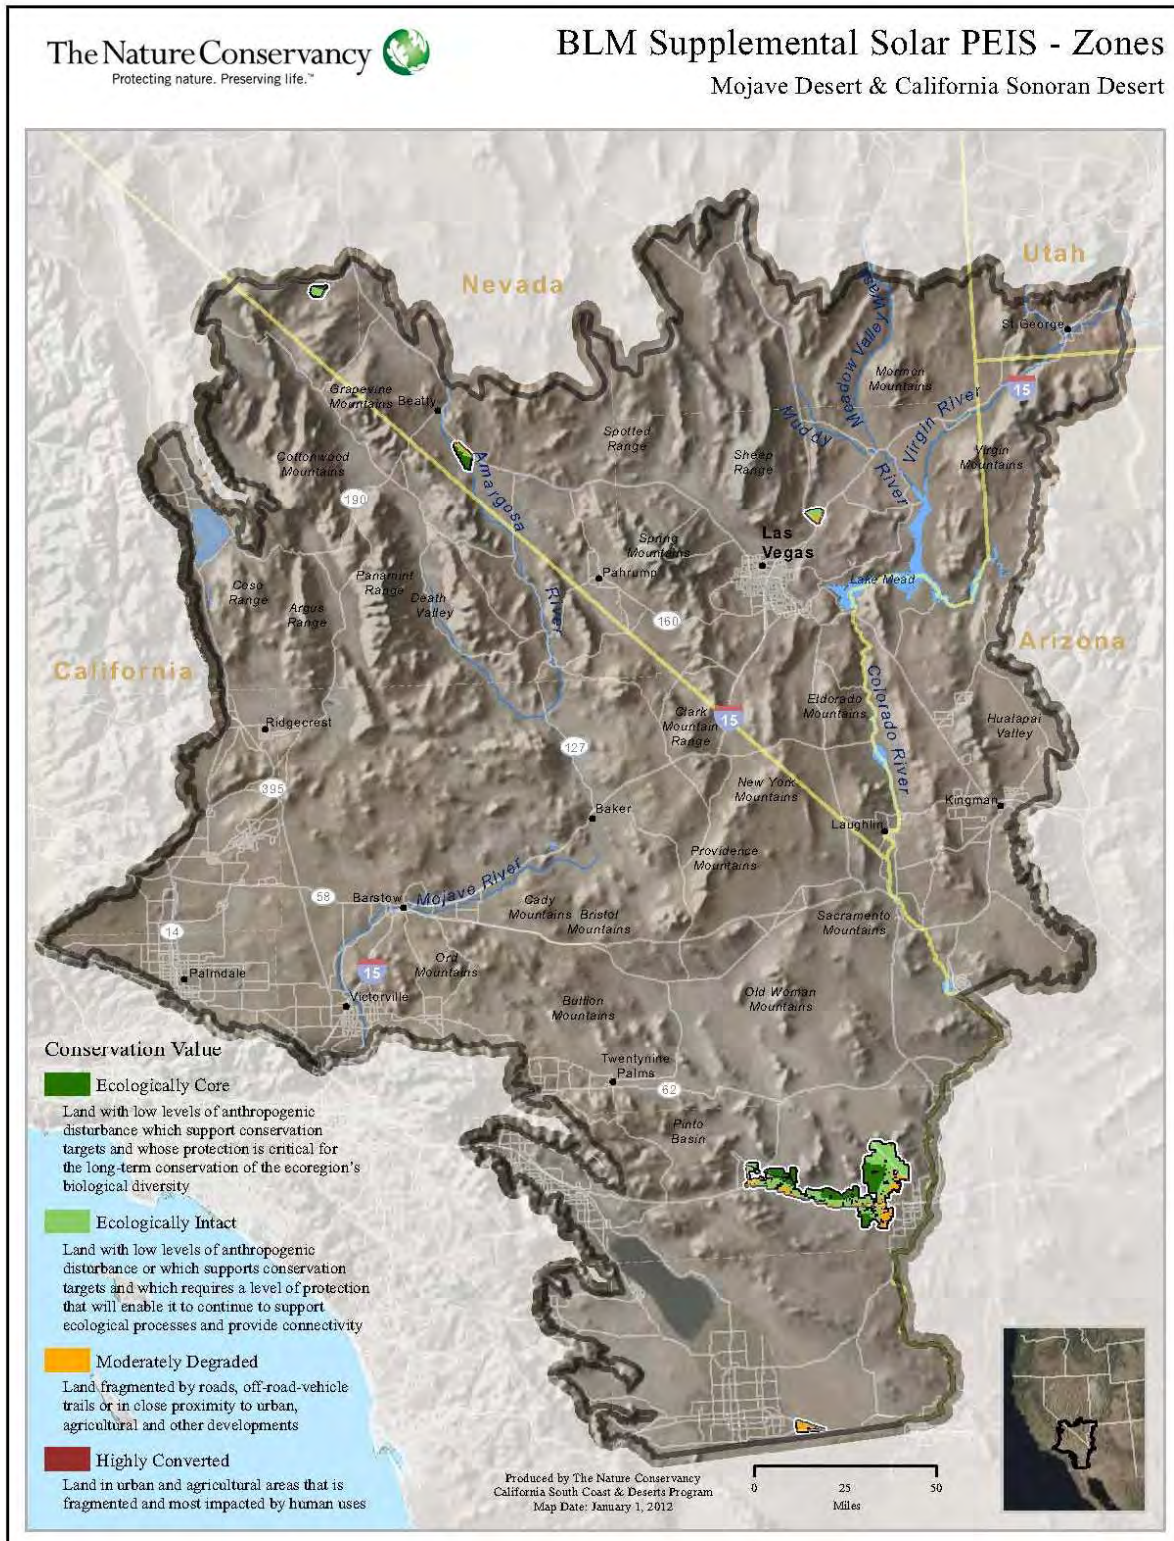 The Nature Conservancy
Protecting nature. Preserving life.™
BLM Supplemental Solar PEIS - Zones
Mojave Desert & California Sonoran Desert
Nevada
Utah
St. George
Grapevine
Mountains
Beatty
Meadow Valley Wash
Mormon
Mountains
15
Virgin River
Muddy
River
Spotted
Range
Sheep
Range
Virgin
Mountains
Cottonwood
Mountains
190
Amargosa
River
Las
Vegas
Spring
Mountains
Pahrump
Lake Mead
Coso
Range
Argus
Range
Panamint
Range
Death
Valley
160
California
Arizona
Ridgecrest
Clark
Mountain
Range
15
Eldorado
Mountains
Colorado River
Hualapai
Valley
127
395
New York
Mountains
Kingman
Baker
Laughlin
Providence
Mountains
Mojave River
58
Barstow
Cady
Mountains
Bristol
Mountains
Sacramento
Mountains
14
Palmdale
15
Ord
Mountains
Victorville
Bullion
Mountains
Old Woman
Mountains
Twentynine
Palms
62
Pinto
Basin
Conservation Value
Ecologically Core
Land with low levels of anthropogenic
disturbance which support conservation
targets and whose protection is critical for
the long-term conservation of the ecoregion's
biological diversity
Ecologically Intact
Land with low levels of anthropogenic
disturbance or which supports conservation
targets and which requires a level of protection
that will enable it to continue to support
ecological processes and provide connectivity
Moderately Degraded
Land fragmented by roads, off-road-vehicle
trails or in close proximity to urban,
agricultural and other developments
Highly Converted
Land in urban and agricultural areas that is
fragmented and most impacted by human uses
Produced by The Nature Conservancy
California South Coast & Deserts Program
Map Date: January 1, 2012
0 25 50
Miles